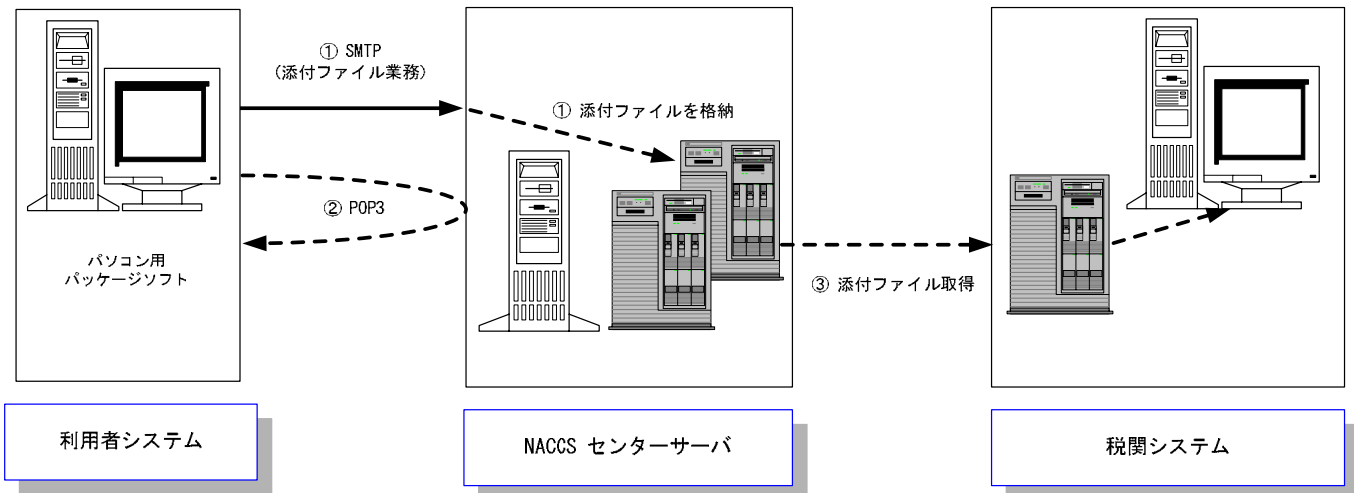 ① SMTP
(添付ファイル業務)
① 添付ファイルを格納
② POP3
パソコン用
パッケージソフト
③ 添付ファイル取得
利用者システム
NACCS センターサーバ
税関システム